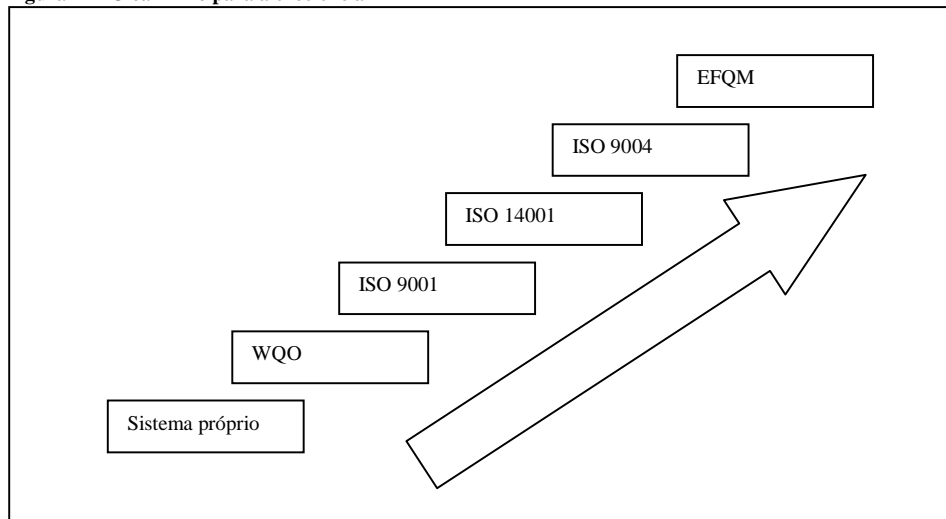 EFQM
ISO 9004
ISO 14001
ISO 9001
WQO
Sistema próprio